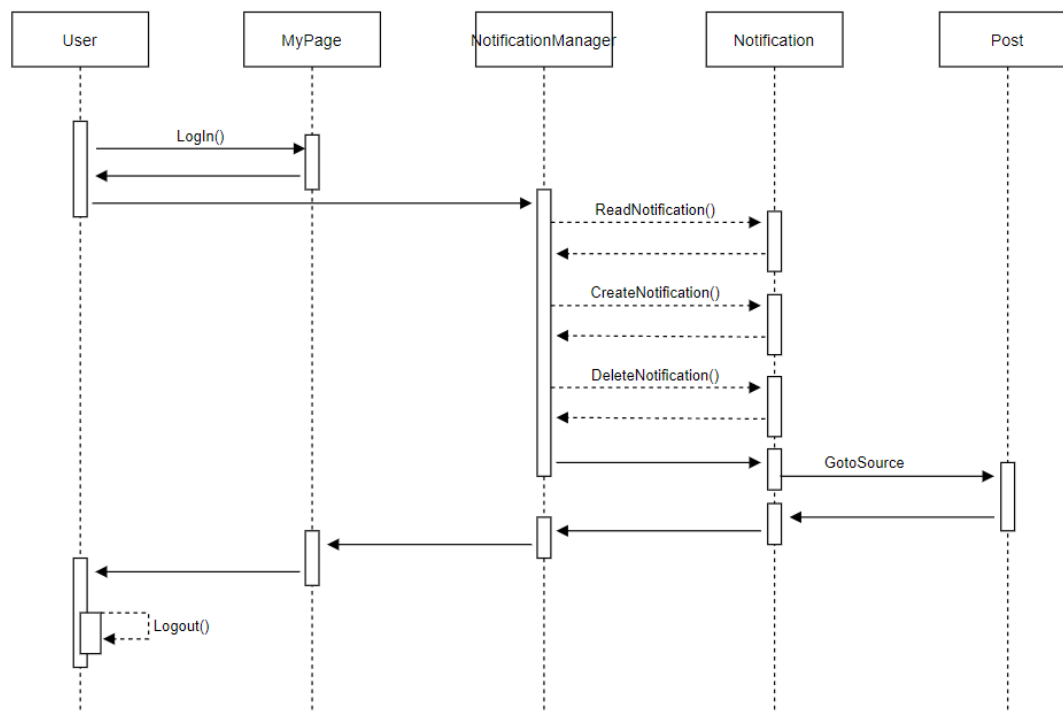 User
MyPage
NotificationManager
Notification
Post
LogIn()
ReadNotification()
CreateNotification()
DeleteNotification()
GotoSource
Logout()